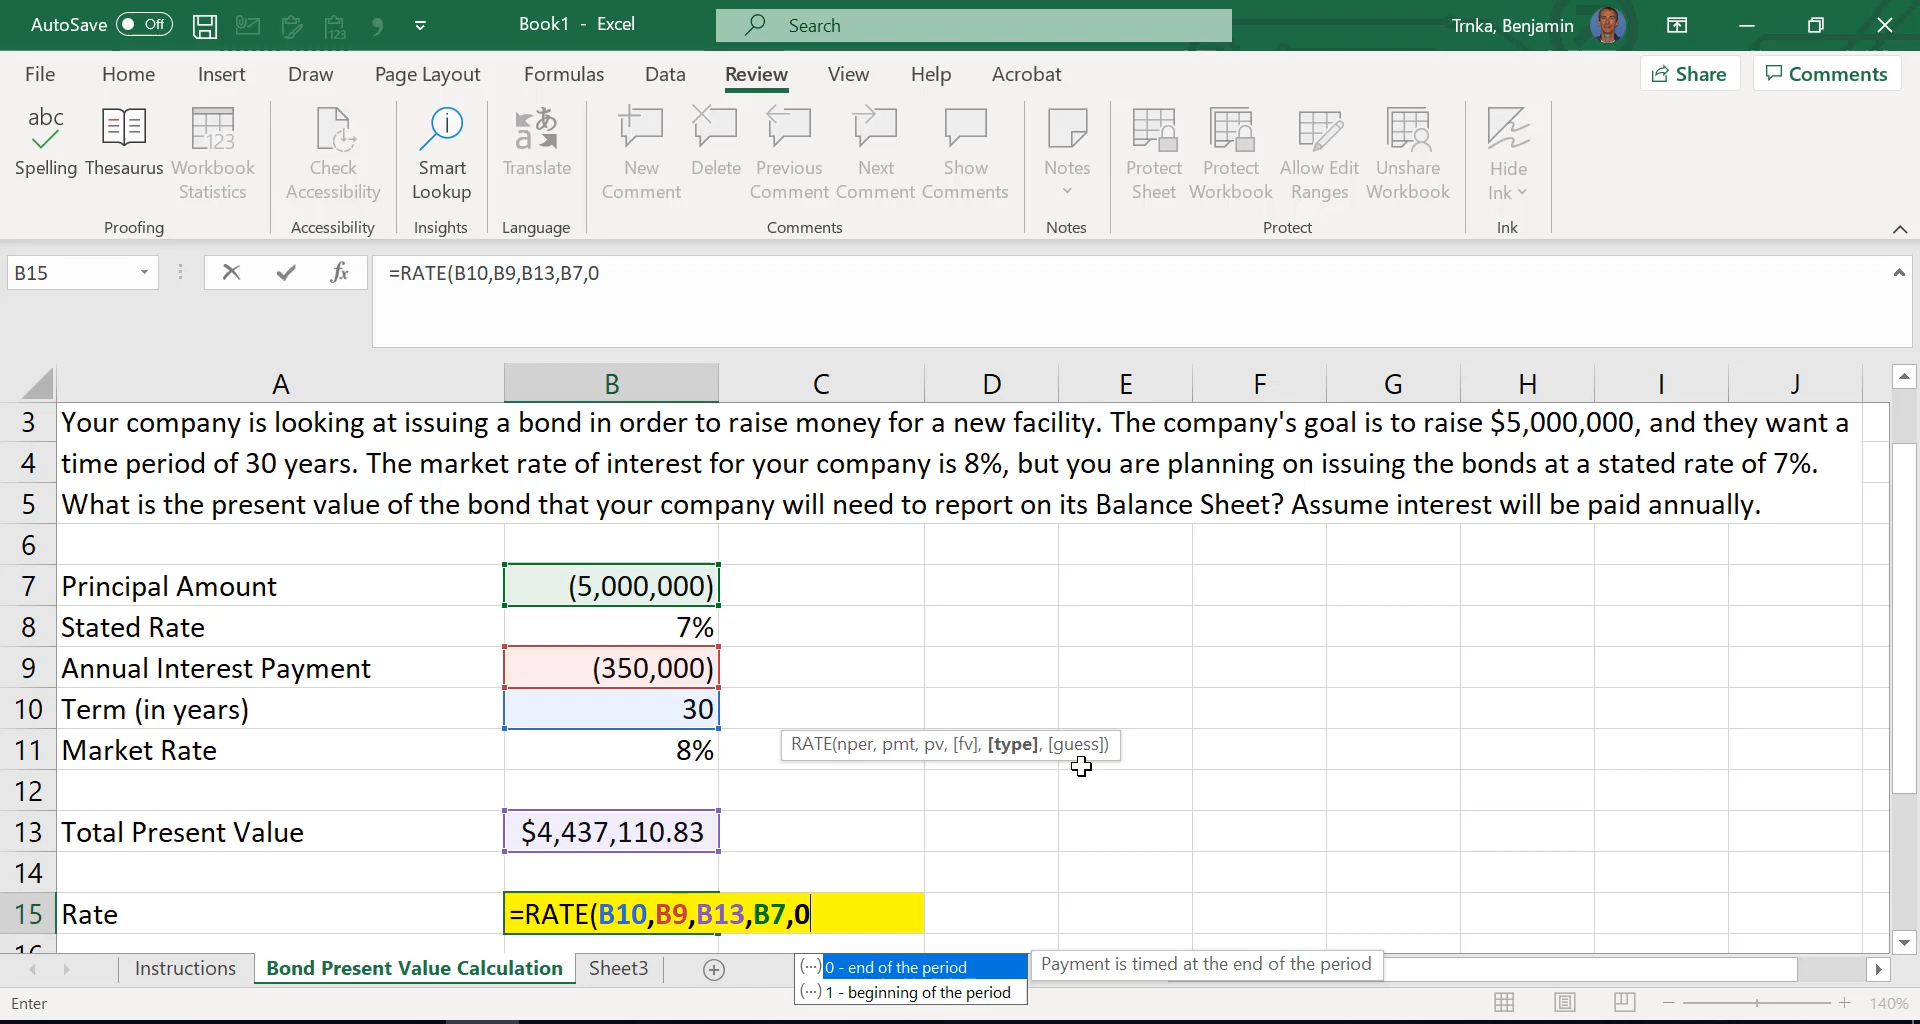 AutoSave Off Book1 - Excel Search Trnka, Benjamin
File Home Insert Draw Page Layout Formulas Data Review View Help Acrobat Share Comments
abc
Spelling Thesaurus Workbook Statistics
Check Accessibility
Smart Lookup
Translate
New Comment Delete Previous Comment Next Comment Show Comments
Notes
Protect Sheet Protect Workbook Allow Edit Ranges Unshare Workbook
Hide Ink
Proofing Accessibility Insights Language Comments Notes Protect Ink
B15 fx =RATE(B10,B9,B13,B7,0
A B C D E F G H I J
3 Your company is looking at issuing a bond in order to raise money for a new facility. The company's goal is to raise $5,000,000, and they want a
4 time period of 30 years. The market rate of interest for your company is 8%, but you are planning on issuing the bonds at a stated rate of 7%.
5 What is the present value of the bond that your company will need to report on its Balance Sheet? Assume interest will be paid annually.
6
7 Principal Amount (5,000,000)
8 Stated Rate 7%
9 Annual Interest Payment (350,000)
10 Term (in years) 30
11 Market Rate 8%
RATE(nper, pmt, pv, [fv], [type], [guess])
12
13 Total Present Value $4,437,110.83
14
15 Rate =RATE(B10,B9,B13,B7,0
16
Instructions Bond Present Value Calculation Sheet3
(...) 0 - end of the period Payment is timed at the end of the period
(...) 1 - beginning of the period
Enter 140%